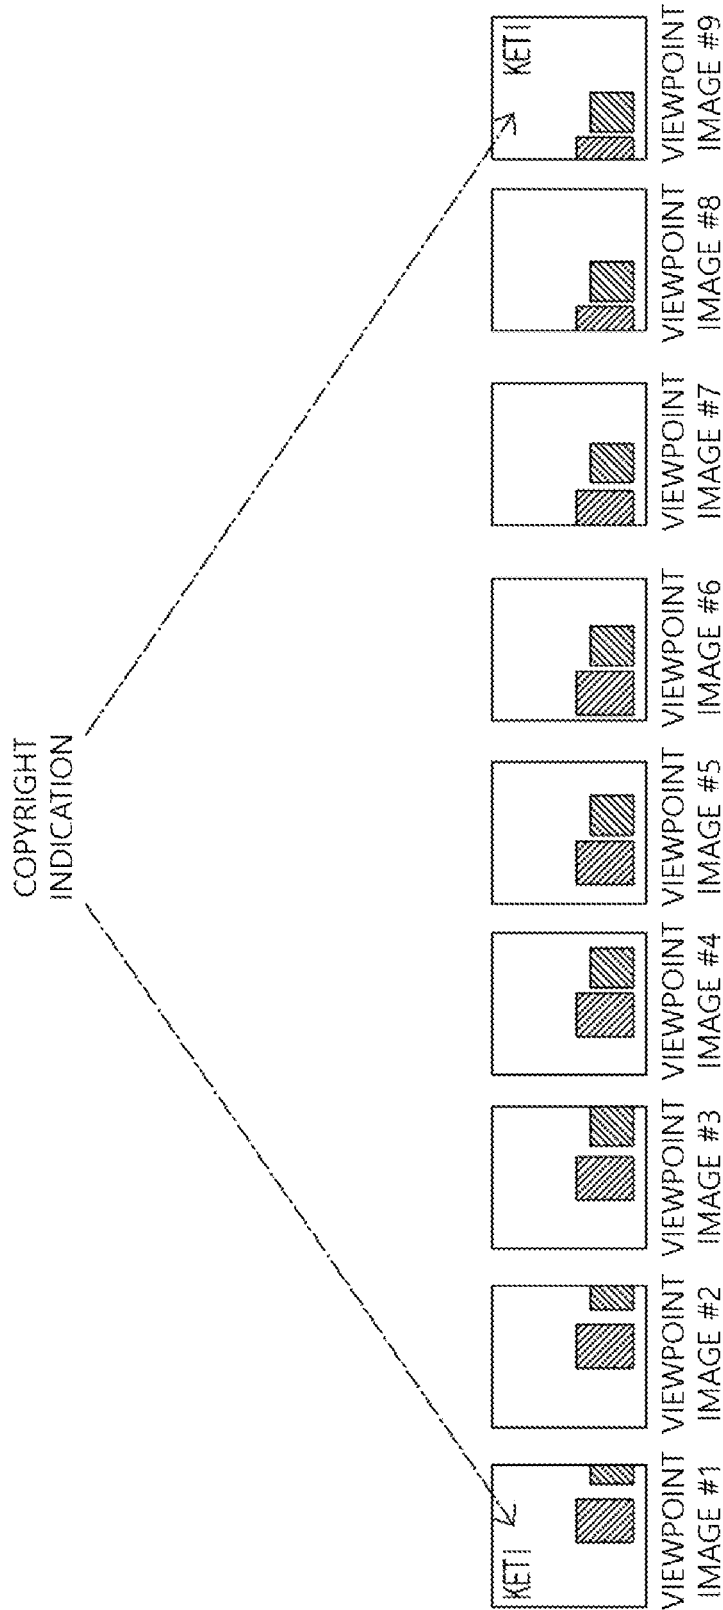 COPYRIGHT
INDICATION
KETI
KETI
VIEWPOINT
IMAGE #1
VIEWPOINT
IMAGE #2
VIEWPOINT
IMAGE #3
VIEWPOINT
IMAGE #4
VIEWPOINT
IMAGE #5
VIEWPOINT
IMAGE #6
VIEWPOINT
IMAGE #7
VIEWPOINT
IMAGE #8
VIEWPOINT
IMAGE #9